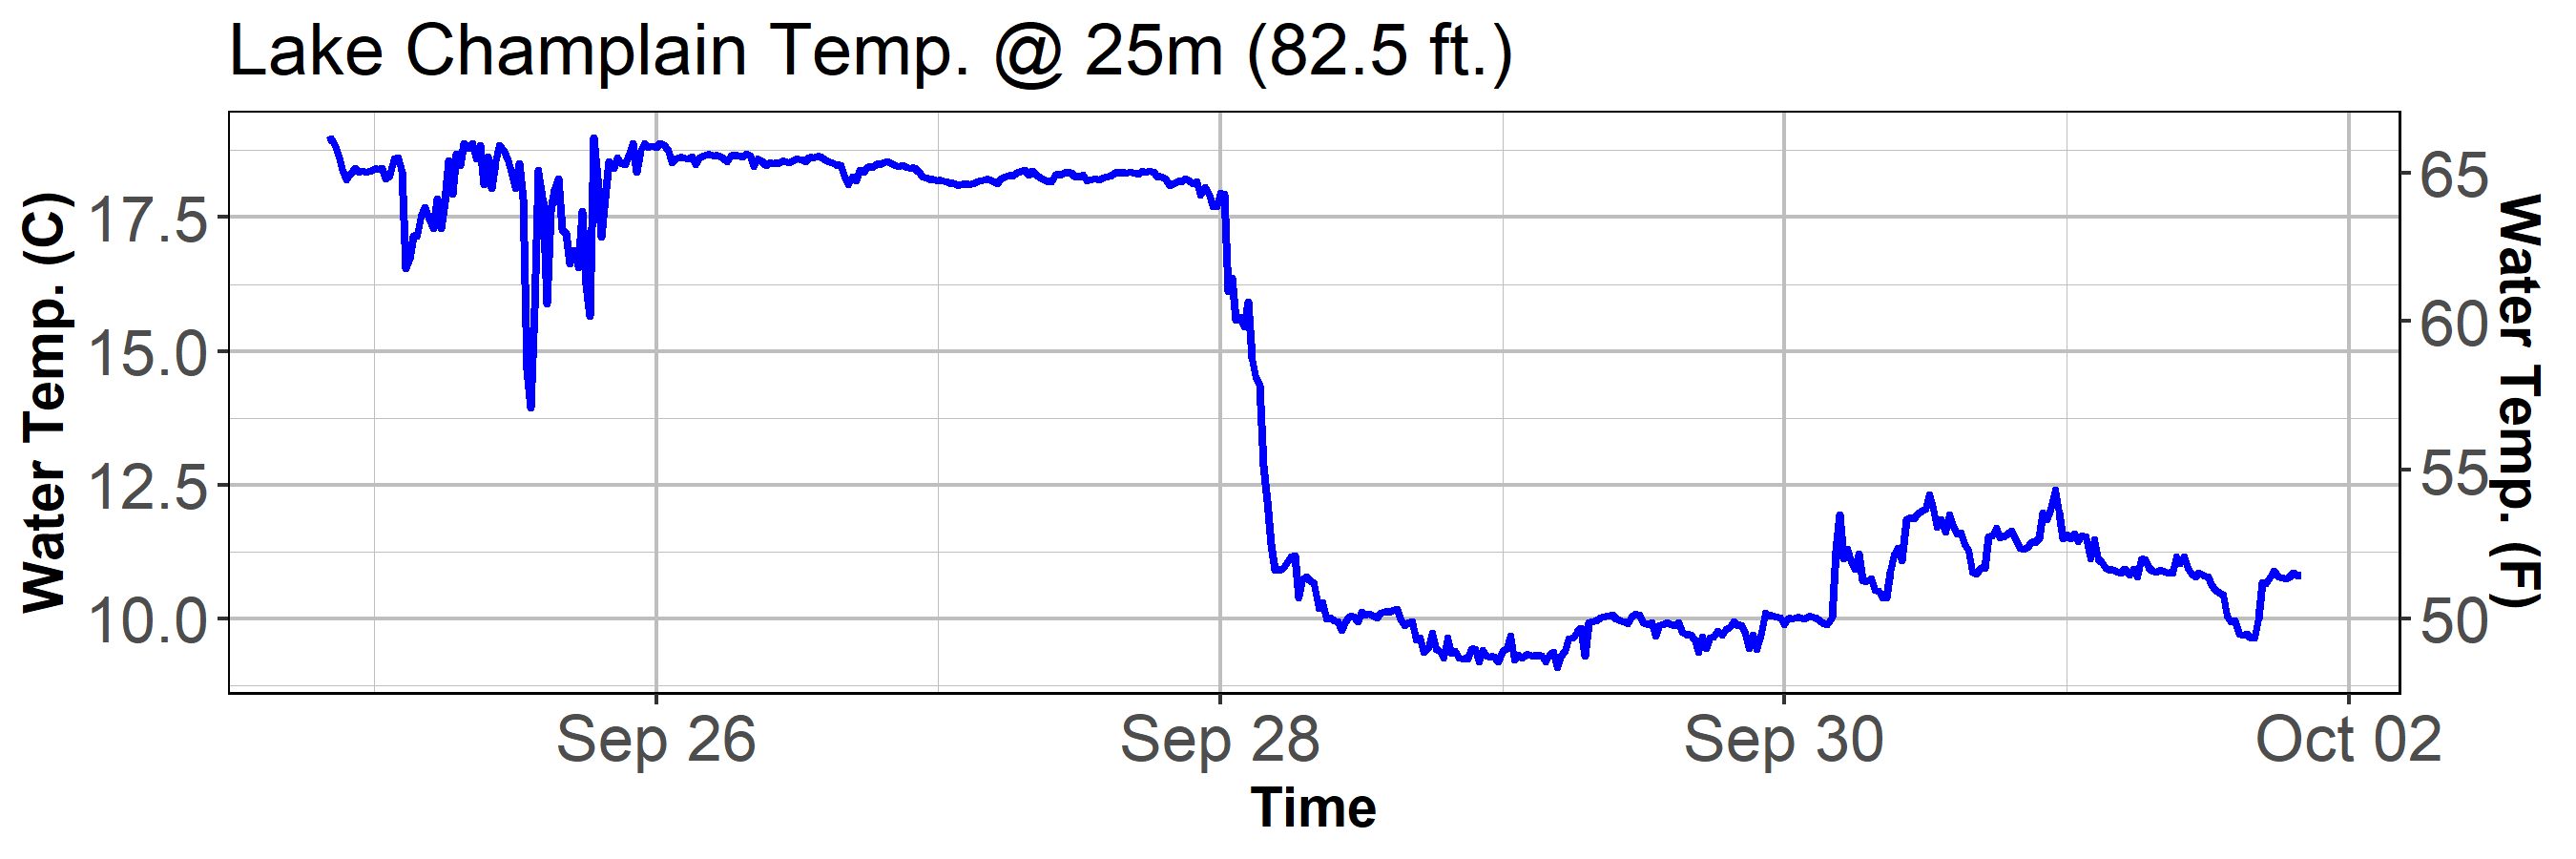 Lake Champlain Temp. @ 25m (82.5 ft.)
Water Temp. (C)
17.5
15.0
12.5
10.0
65
60
55
50
Water Temp. (F)
Sep 26
Sep 28
Sep 30
Oct 02
Time